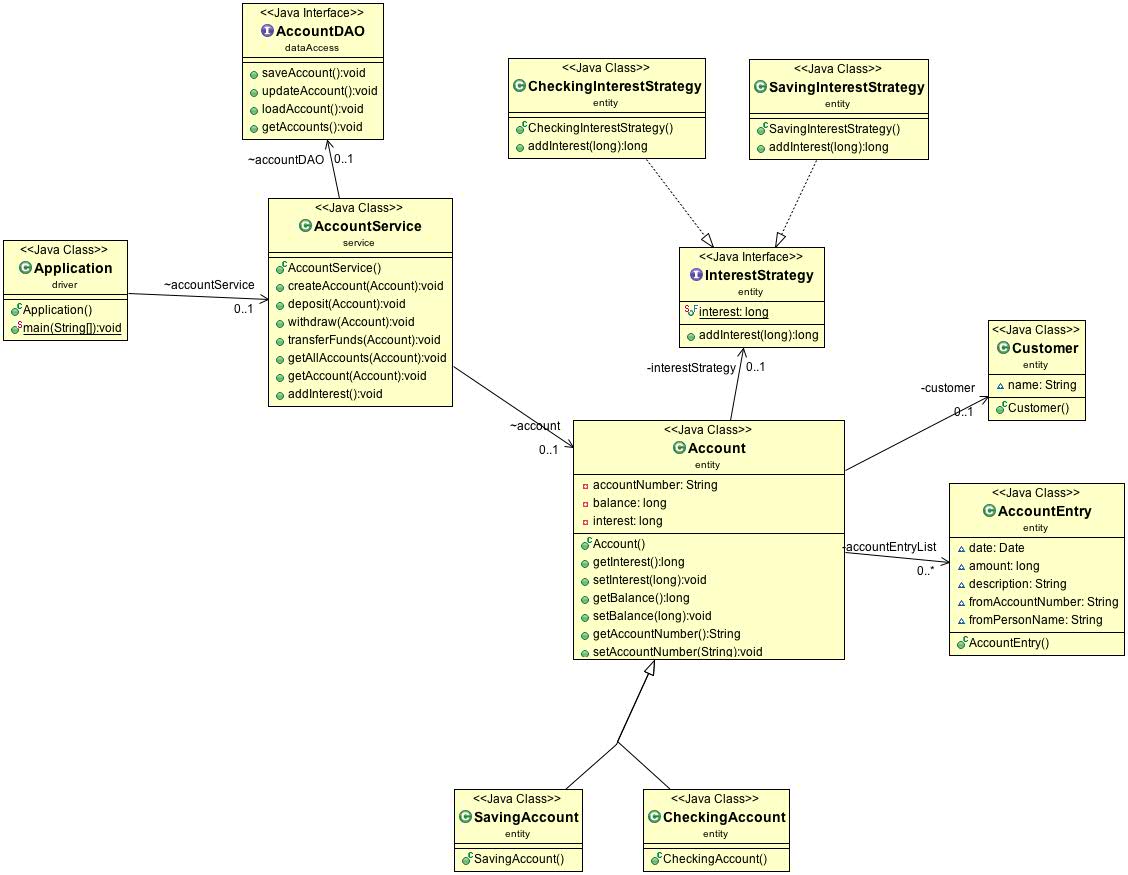 <<Java Interface>>
AccountDAO
dataAccess
saveAccount():void
updateAccount():void
loadAccount():void
getAccounts():void
<<Java Class>>
CheckingInterestStrategy
entity
CheckingInterestStrategy()
addInterest(long):long
<<Java Class>>
SavingInterestStrategy
entity
SavingInterestStrategy()
addInterest(long):long
~accountDAO 0..1
<<Java Class>>
AccountService
service
AccountService()
createAccount(Account):void
deposit(Account):void
withdraw(Account):void
transferFunds(Account):void
getAllAccounts(Account):void
getAccount(Account):void
addInterest():void
<<Java Class>>
Application
driver
Application()
main(String[]):void
~accountService
0..1
<<Java Interface>>
InterestStrategy
entity
interest: long
addInterest(long):long
-interestStrategy 0..1
<<Java Class>>
Customer
entity
name: String
Customer()
-customer
0..1
~account
0..1
<<Java Class>>
Account
entity
accountNumber: String
balance: long
interest: long
Account()
getInterest():long
setInterest(long):void
getBalance():long
setBalance(long):void
getAccountNumber():String
setAccountNumber(String):void
-accountEntryList
0..*
<<Java Class>>
AccountEntry
entity
date: Date
amount: long
description: String
fromAccountNumber: String
fromPersonName: String
AccountEntry()
<<Java Class>>
SavingAccount
entity
SavingAccount()
<<Java Class>>
CheckingAccount
entity
CheckingAccount()